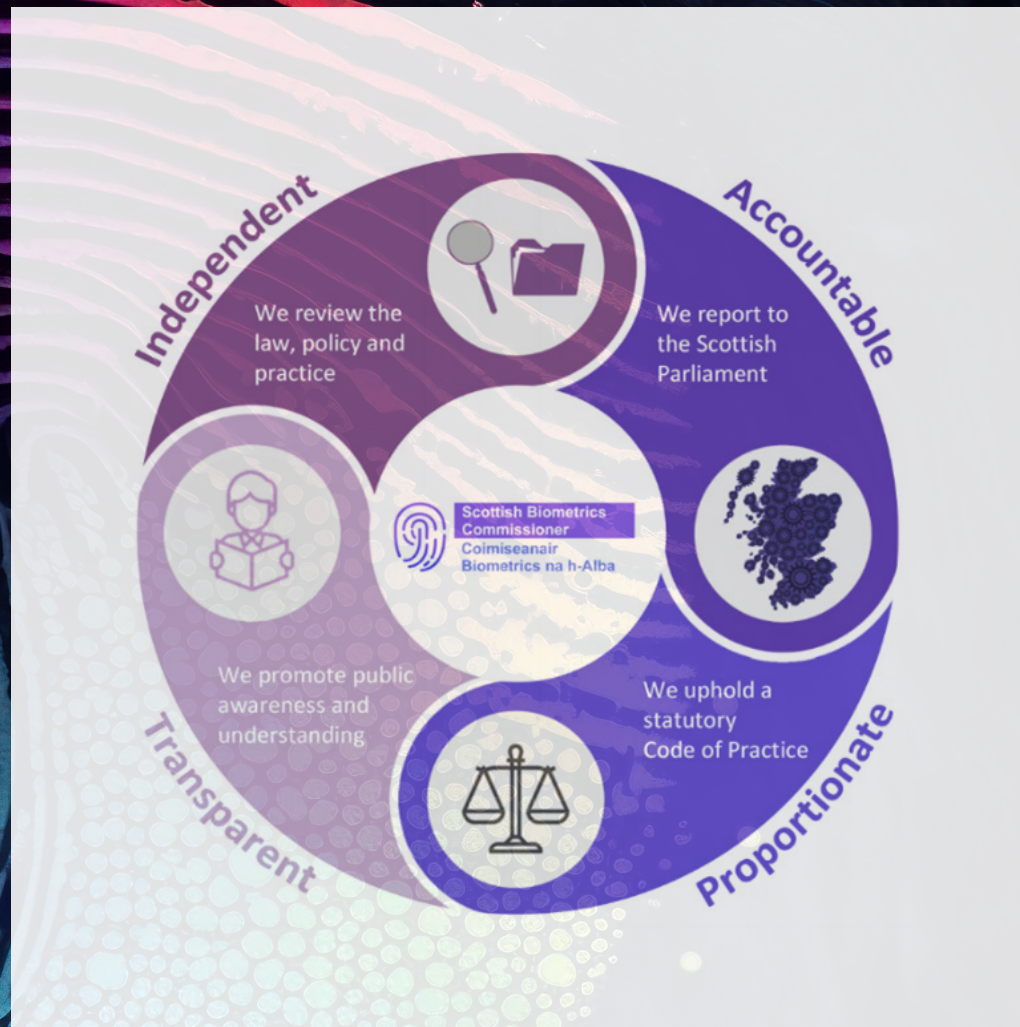 Independent
We review the
law, policy and
practice
Accountable
We report to
the Scottish
Parliament
Scottish Biometrics
Commissioner
Coimiseanair
Biometrics na h-Alba
We promote public
awareness and
understanding
Transparent
We uphold a
statutory
Code of Practice
Proportionate